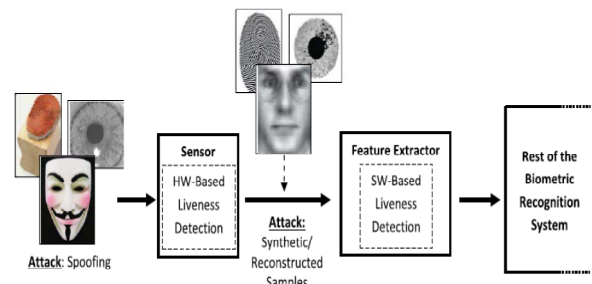 Attack: Spoofing
Sensor
HW-Based
Liveness
Detection
Attack:
Synthetic/
Reconstructed
Samples
Feature Extractor
SW-Based
Liveness
Detection
Rest of the
Biometric
Recognition
System